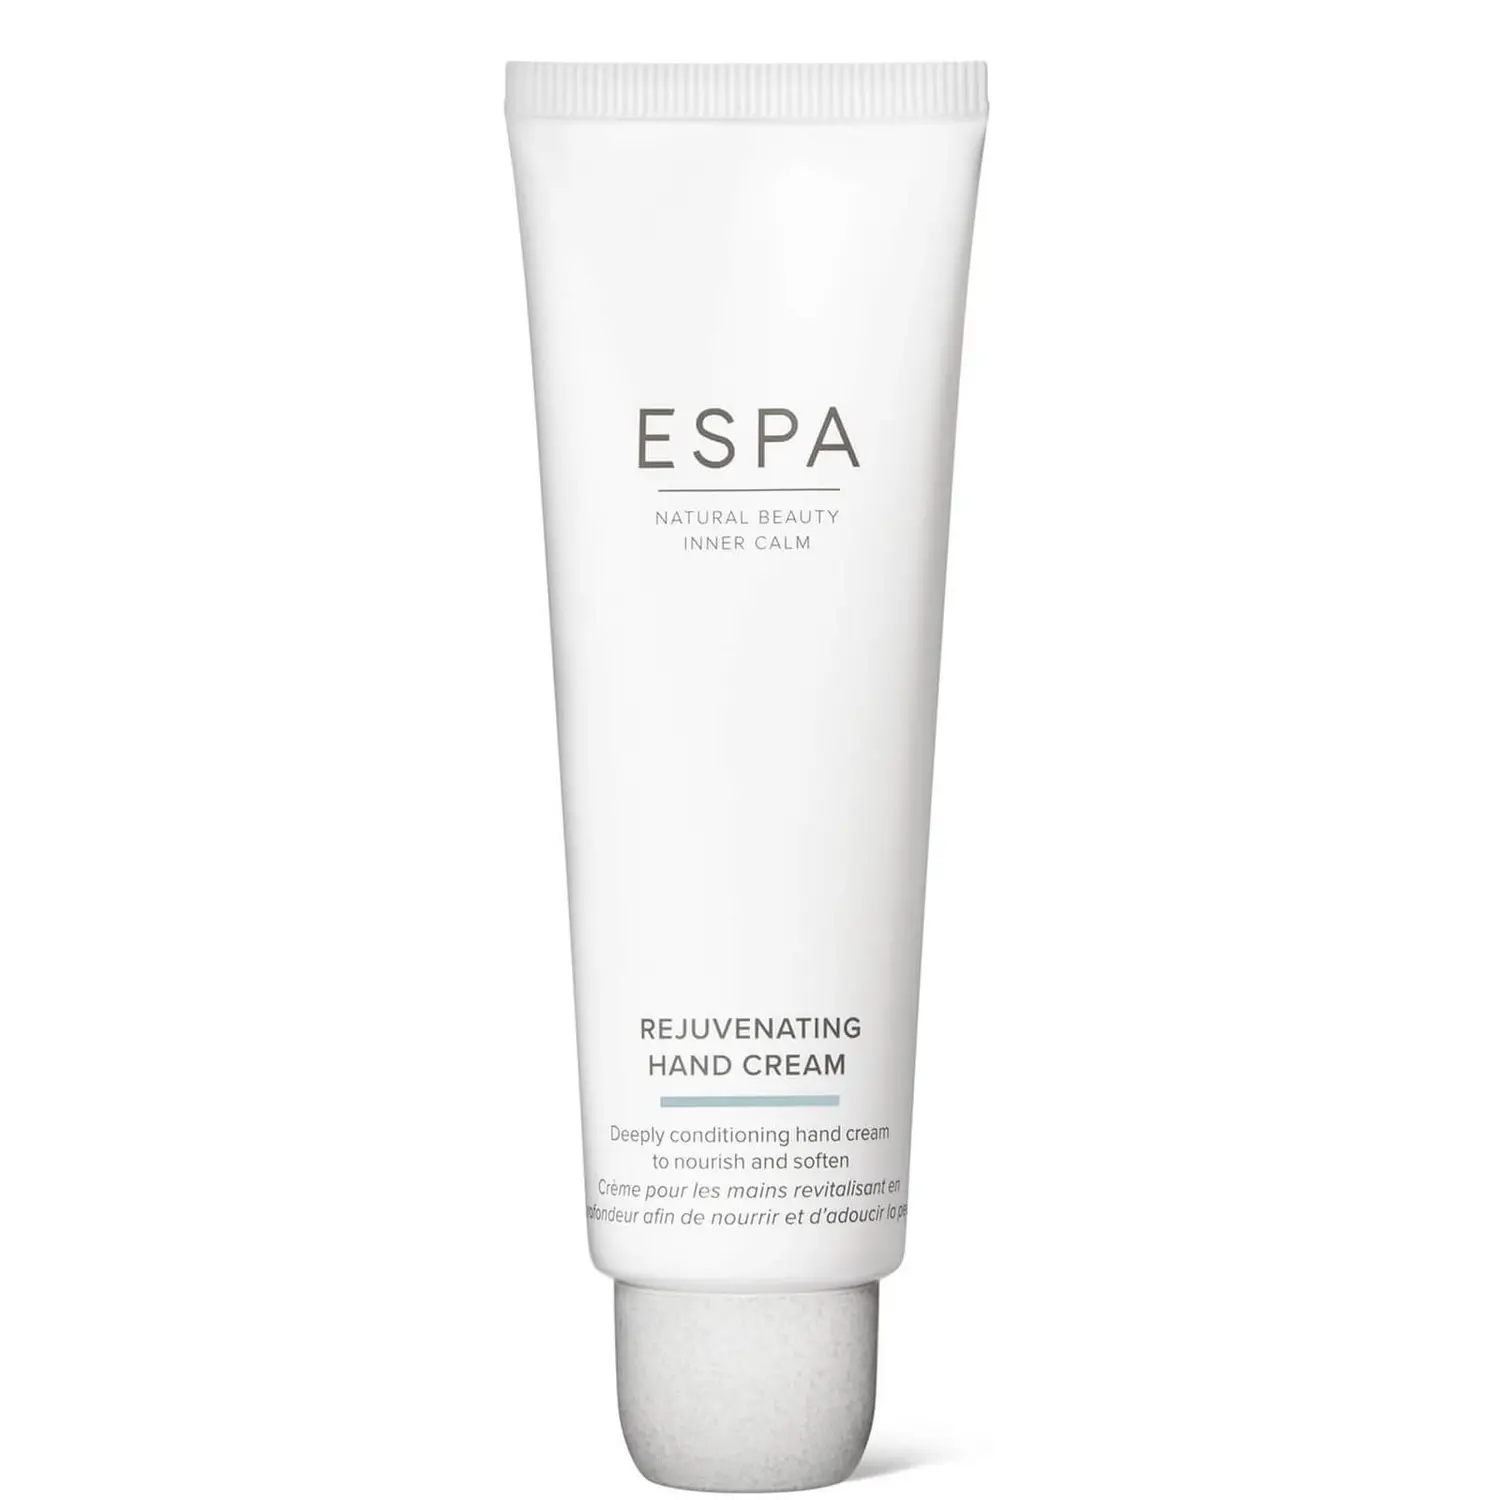 ESPA
NATURAL BEAUTY
INNER CALM
REJUVENATING
HAND CREAM
Deeply conditioning hand cream
to nourish and soften
Crème pour les mains revitalisant en
afin de nourrir et d'adoucir la